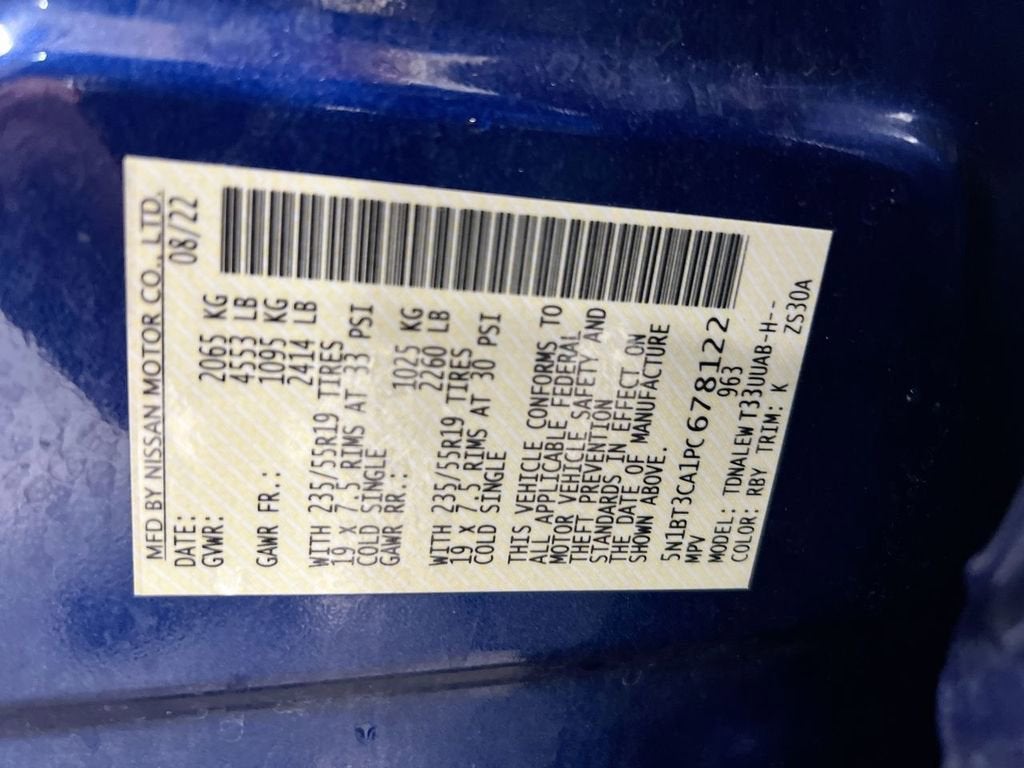 MFD BY NISSAN MOTOR CO., LTD.
DATE: 08/22
GVWR: 2065 KG
4553 LB
GAWR FR.: 1095 KG
2414 LB
WITH 235/55R19 TIRES
19 X 7.5 RIMS AT 33 PSI
COLD SINGLE
GAWR RR.: 1025 KG
2260 LB
WITH 235/55R19 TIRES
19 X 7.5 RIMS AT 30 PSI
COLD SINGLE
THIS VEHICLE CONFORMS TO
ALL APPLICABLE FEDERAL
MOTOR VEHICLE SAFETY AND
THEFT PREVENTION
STANDARDS IN EFFECT ON
THE DATE OF MANUFACTURE
SHOWN ABOVE.
5N1BT3CA1PC678122
MPV 963
MODEL: TDNALEW T33UUAB-H--
COLOR: RBY TRIM: K ZS30A